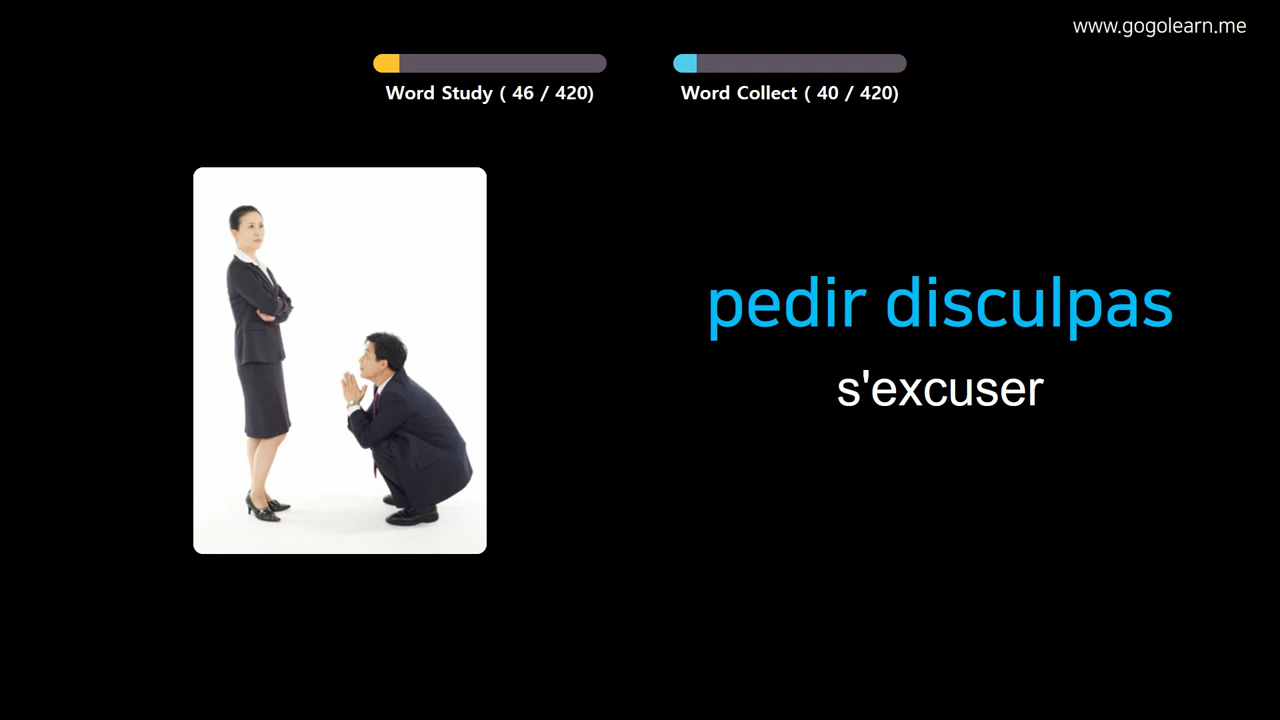 www.gogolearn.me
Word Study ( 46 / 420)
Word Collect ( 40 / 420)
pedir disculpas
s'excuser